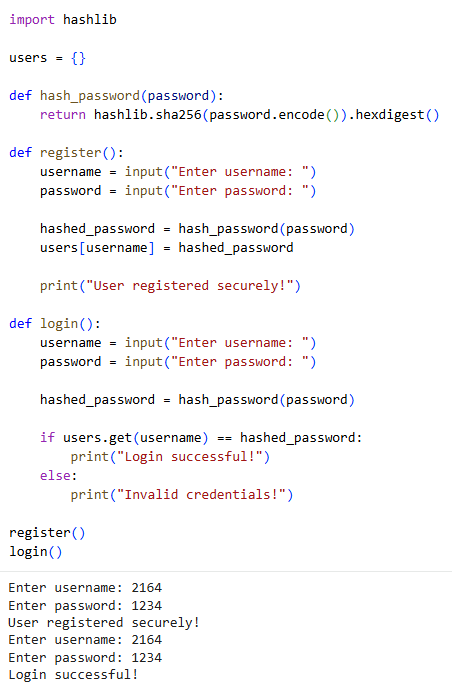 import hashlib
users = {}
def hash_password(password):
    return hashlib.sha256(password.encode()).hexdigest()
def register():
    username = input("Enter username: ")
    password = input("Enter password: ")
    hashed_password = hash_password(password)
    users[username] = hashed_password
    print("User registered securely!")
def login():
    username = input("Enter username: ")
    password = input("Enter password: ")
    hashed_password = hash_password(password)
    if users.get(username) == hashed_password:
        print("Login successful!")
    else:
        print("Invalid credentials!")
register()
login()
Enter username: 2164
Enter password: 1234
User registered securely!
Enter username: 2164
Enter password: 1234
Login successful!